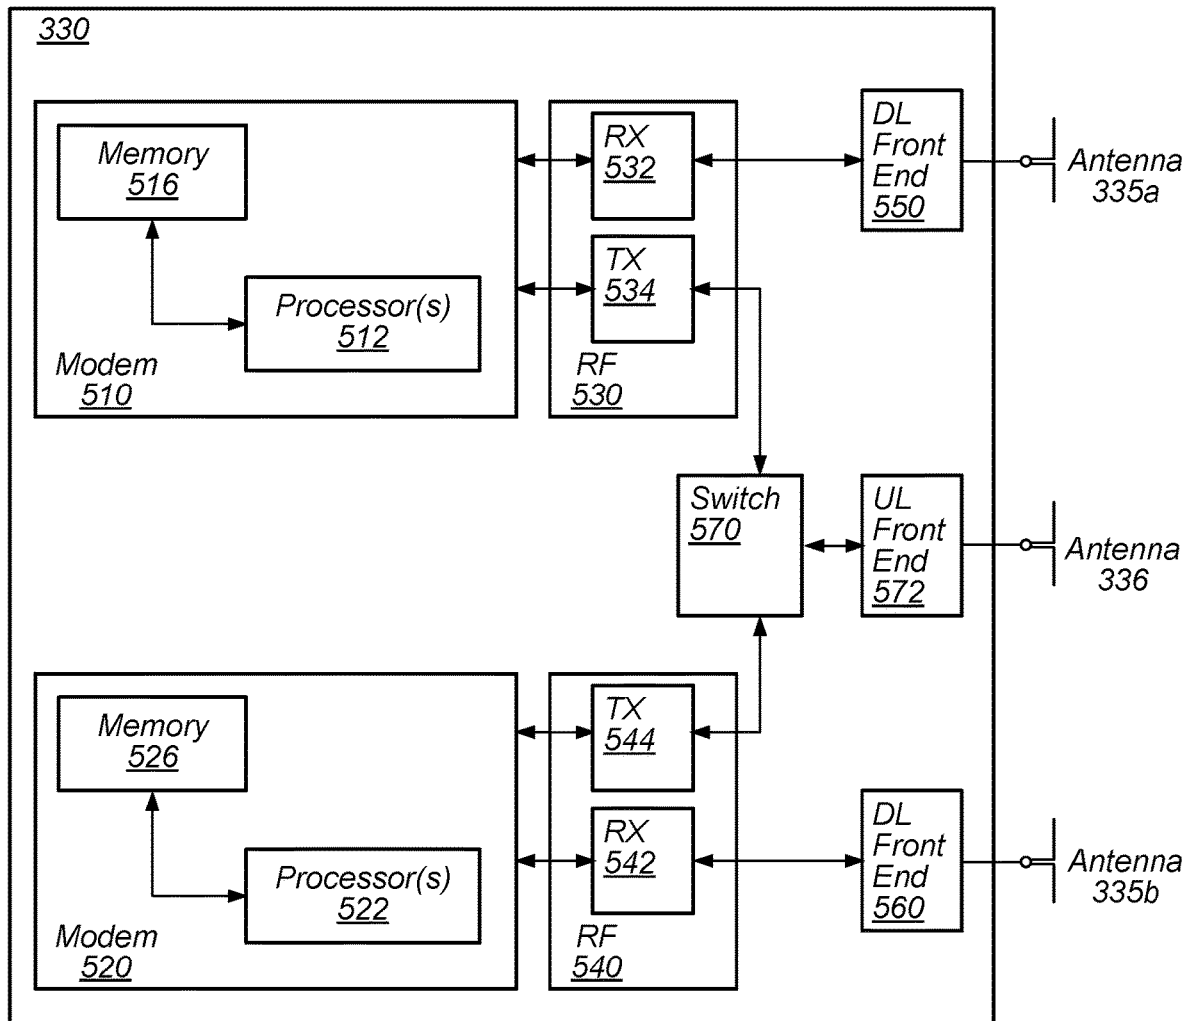 330
Memory
516
Processor(s)
512
Modem
510
RX
532
TX
534
RF
530
DL
Front
End
550
Antenna
335a
Switch
570
UL
Front
End
572
Antenna
336
Memory
526
Processor(s)
522
Modem
520
TX
544
RX
542
RF
540
DL
Front
End
560
Antenna
335b